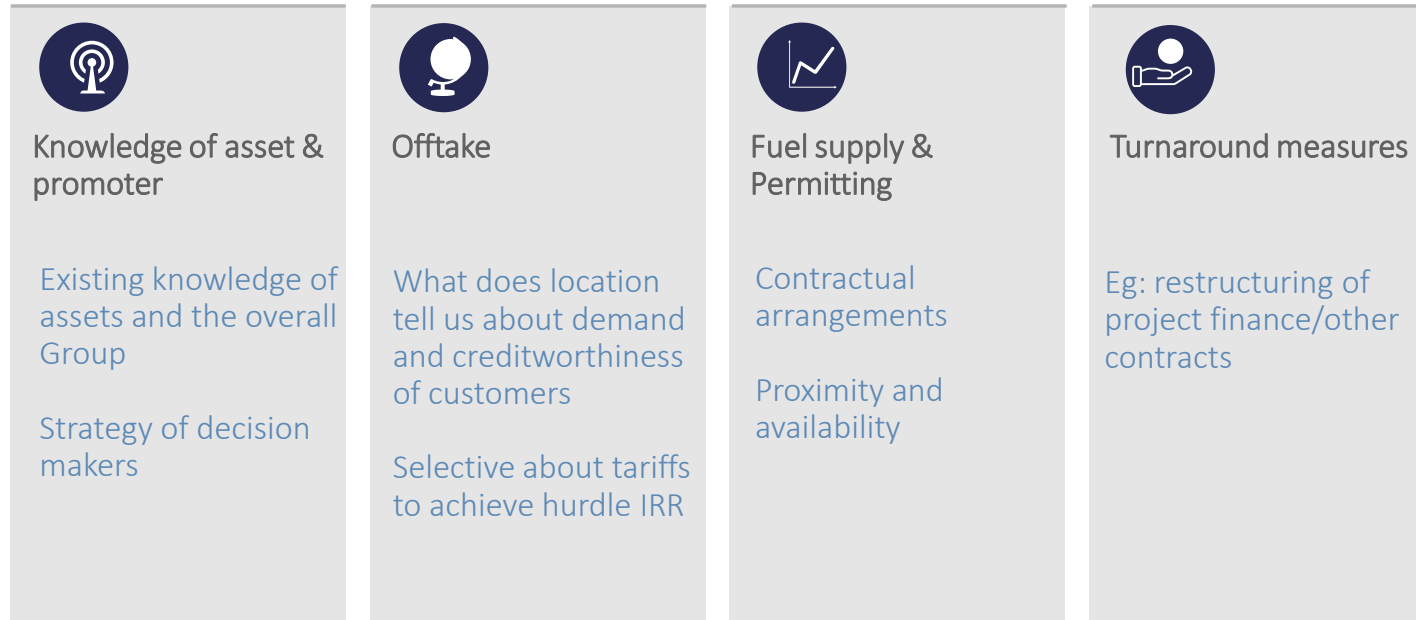 Knowledge of asset &
promoter
Existing knowledge of
assets and the overall
Group
Strategy of decision
makers
Offtake
What does location
tell us about demand
and creditworthiness
of customers
Selective about tariffs
to achieve hurdle IRR
Fuel supply &
Permitting
Contractual
arrangements
Proximity and
availability
Turnaround measures
Eg: restructuring of
project finance/other
contracts